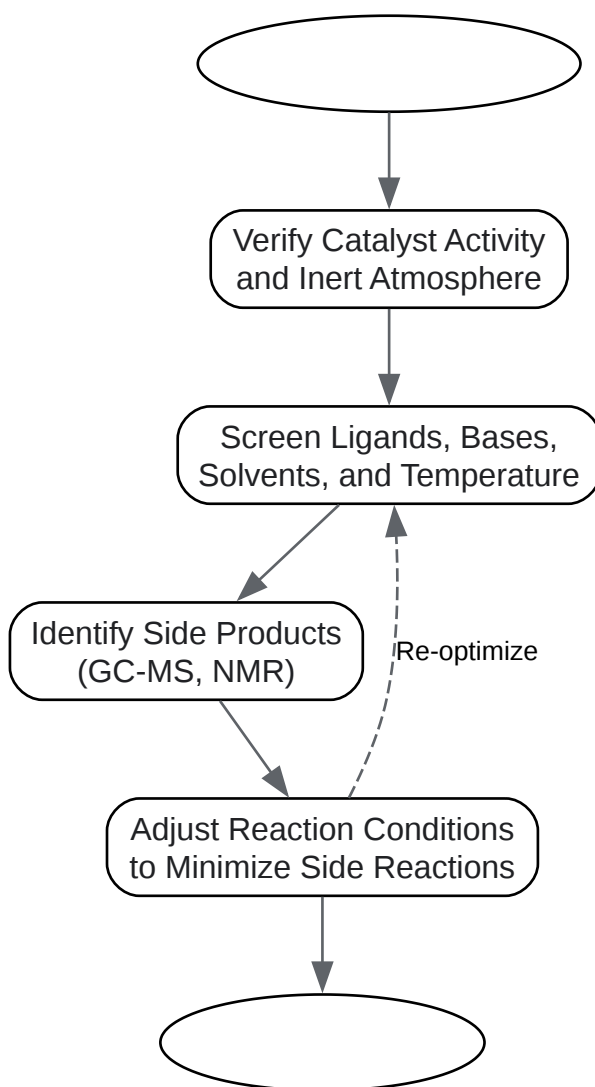 Verify Catalyst Activity
and Inert Atmosphere
Screen Ligands, Bases,
Solvents, and Temperature
Identify Side Products
(GC-MS, NMR)
Re-optimize
Adjust Reaction Conditions
to Minimize Side Reactions